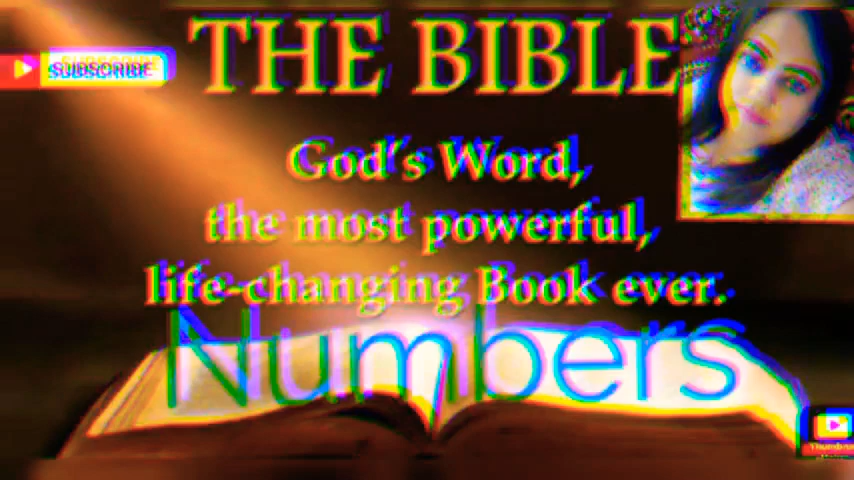 THE BIBLE
SUBSCRIBE
God's Word,
the most powerful,
life-changing Book ever.
Numbers